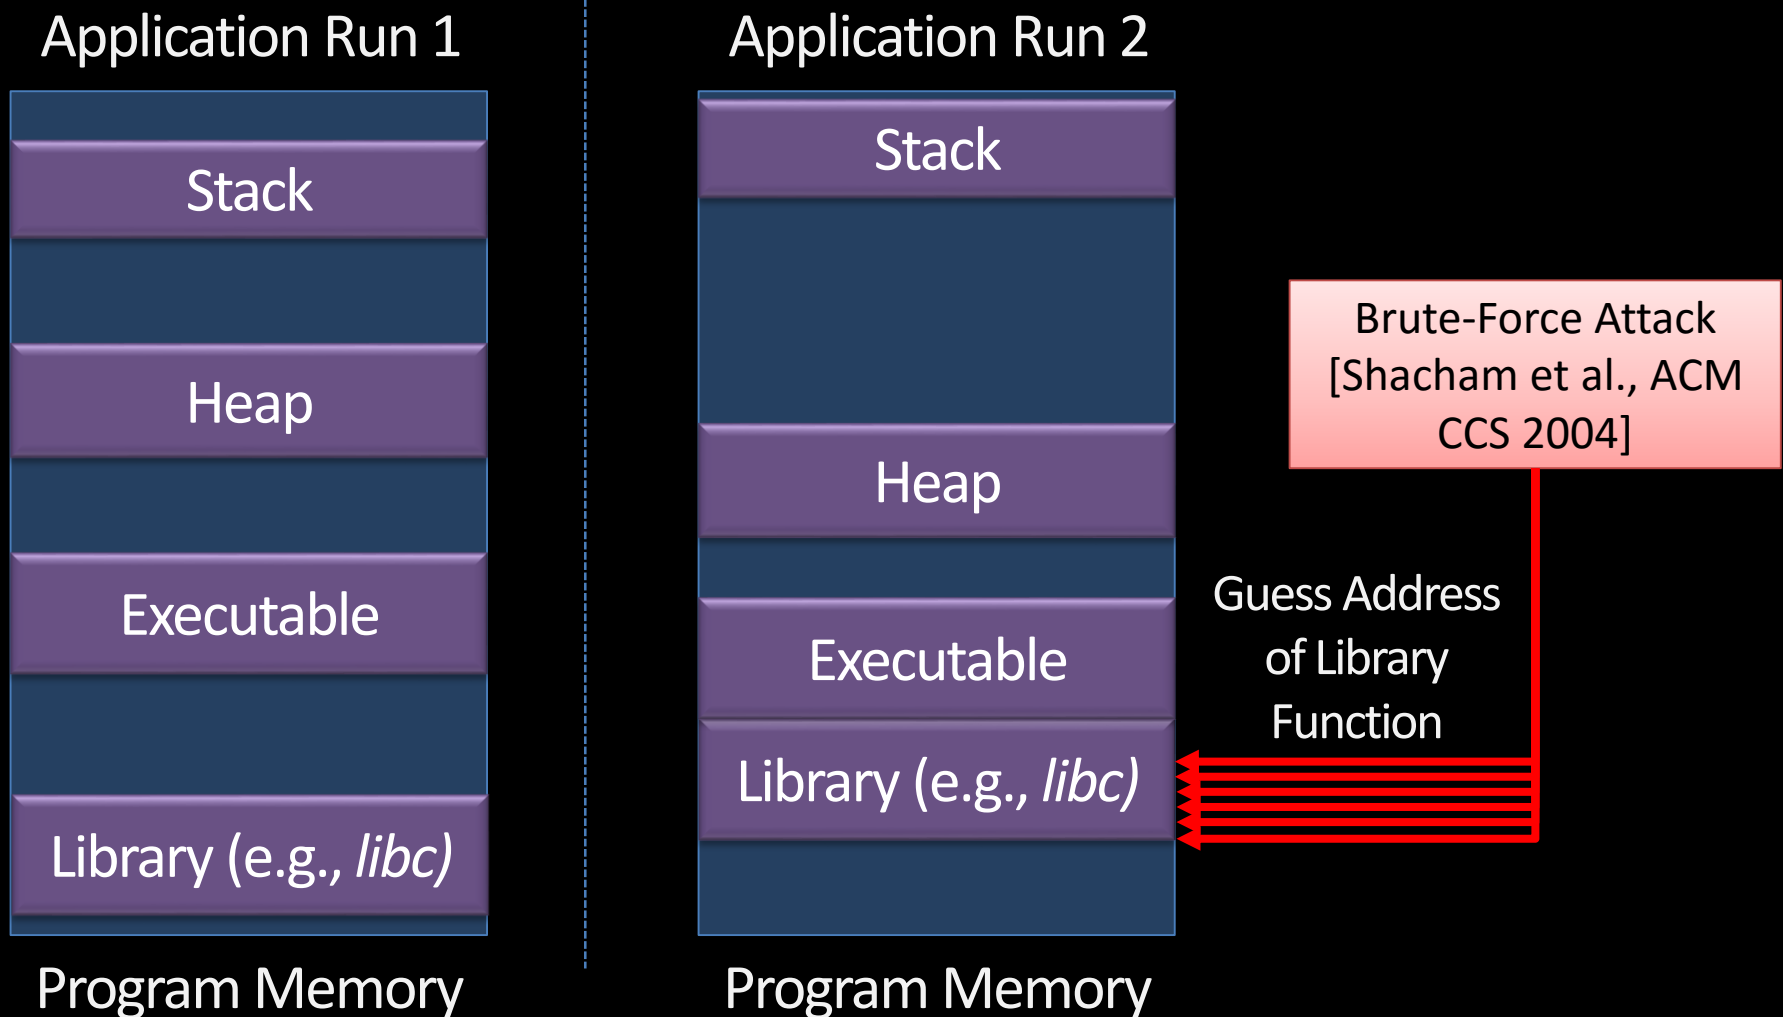 Application Run 1
Stack
Heap
Executable
Library (e.g., libc)
Program Memory
Application Run 2
Stack
Heap
Executable
Library (e.g., libc)
Program Memory
Brute-Force Attack
[Shacham et al., ACM
CCS 2004]
Guess Address
of Library
Function